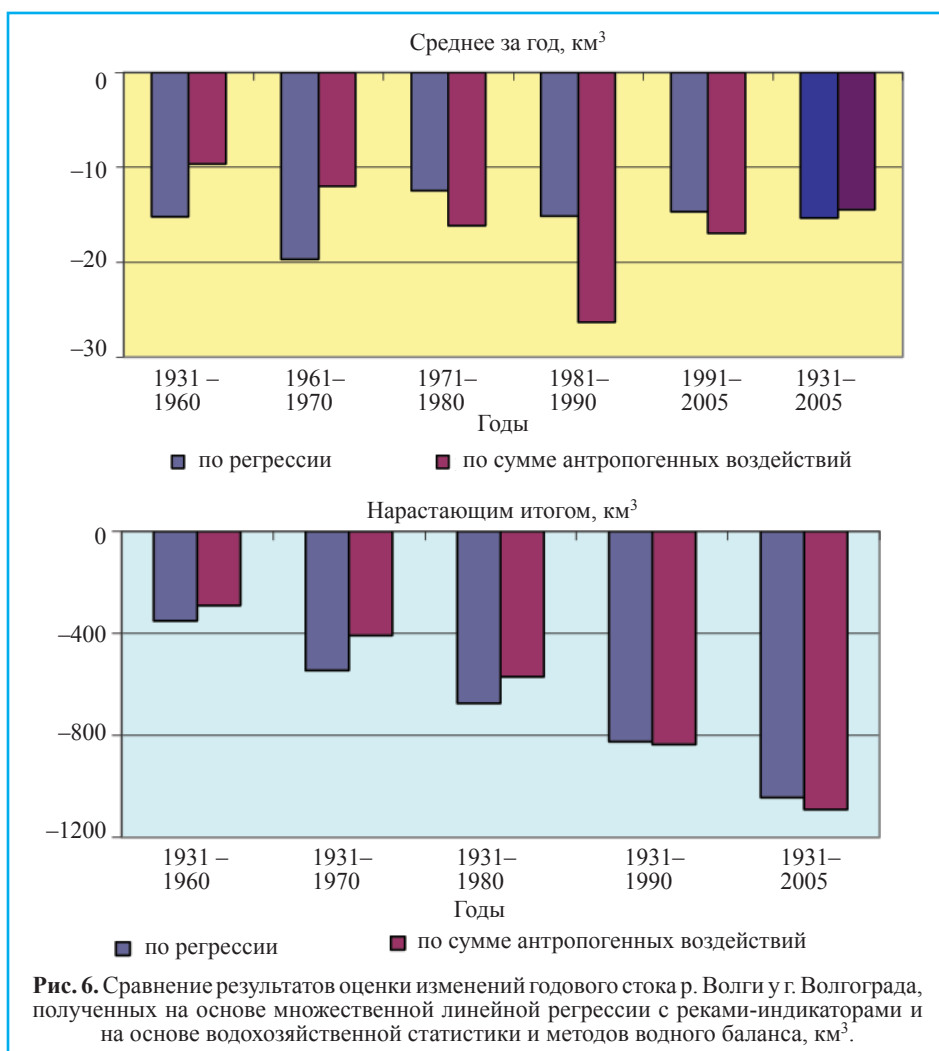 Среднее за год, км³
0
–10
–20
–30
1931 – 1961– 1971– 1981– 1991– 1931–
1960 1970 1980 1990 2005 2005
Годы
по регрессии по сумме антропогенных воздействий
Нарастающим итогом, км³
0
–400
–800
–1200
1931 – 1931– 1931– 1931– 1931–
1960 1970 1980 1990 2005
Годы
по регрессии по сумме антропогенных воздействий
Рис. 6. Сравнение результатов оценки изменений годового стока р. Волги у г. Волгограда,
полученных на основе множественной линейной регрессии с реками-индикаторами и
на основе водохозяйственной статистики и методов водного баланса, км³.